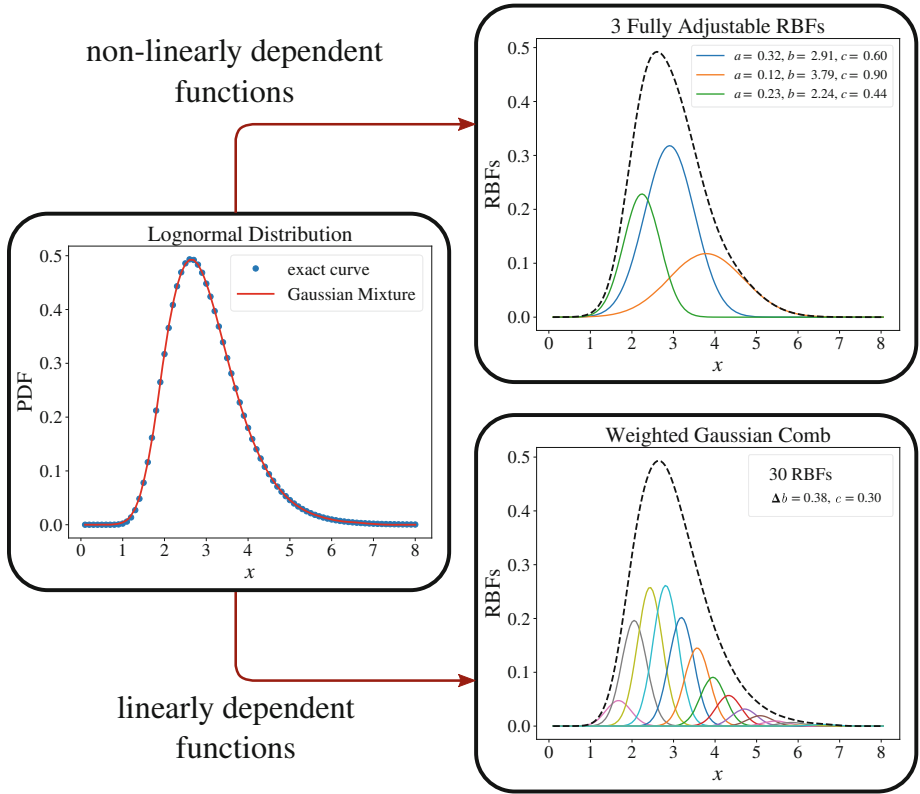 non-linearly dependent
functions
3 Fully Adjustable RBFs
RBFs
0.5
0.4
0.3
0.2
0.1
0.0
a = 0.32, b = 2.91, c = 0.60
a = 0.12, b = 3.79, c = 0.90
a = 0.23, b = 2.24, c = 0.44
0 1 2 3 4 5 6 7 8
x
Lognormal Distribution
PDF
0.5
0.4
0.3
0.2
0.1
0.0
exact curve
Gaussian Mixture
0 1 2 3 4 5 6 7 8
x
linearly dependent
functions
Weighted Gaussian Comb
RBFs
0.5
0.4
0.3
0.2
0.1
0.0
30 RBFs
Δb = 0.38, c = 0.30
0 1 2 3 4 5 6 7 8
x